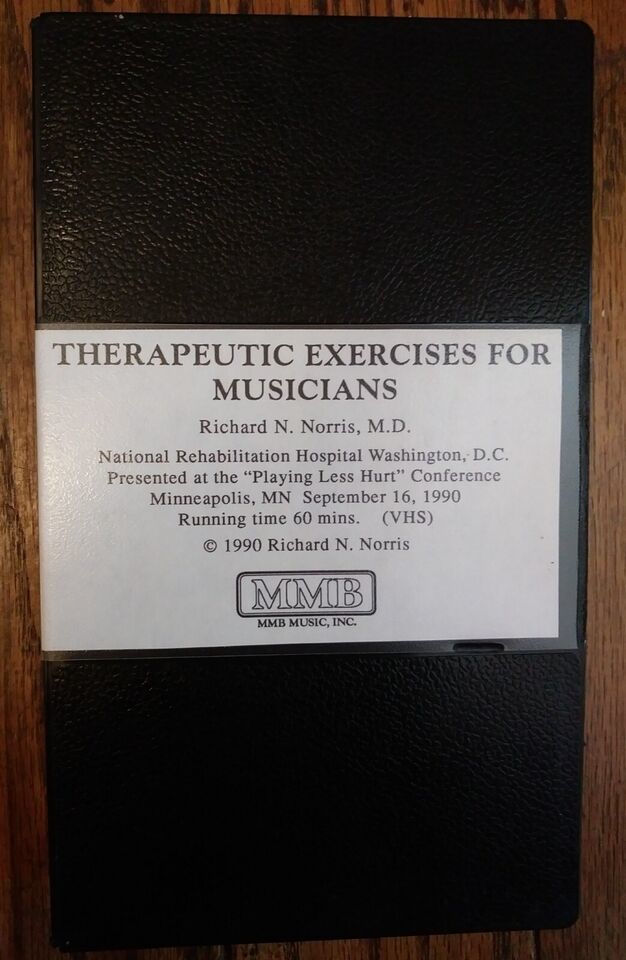 THERAPEUTIC EXERCISES FOR
MUSICIANS
Richard N. Norris, M.D.
National Rehabilitation Hospital Washington, D.C.
Presented at the “Playing Less Hurt” Conference
Minneapolis, MN September 16, 1990
Running time 60 mins. (VHS)
© 1990 Richard N. Norris
MMB
MMB MUSIC, INC.